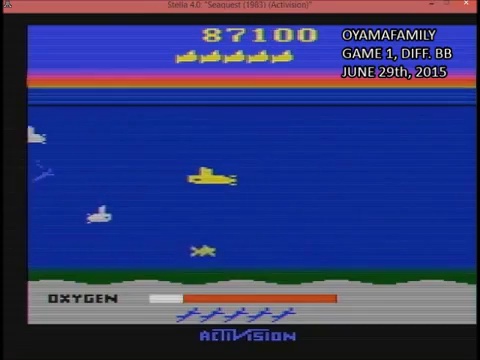 Stella 4.0: "Seaquest (1983) (Activision)"
87100
OYAMAFAMILY
GAME 1, DIFF. BB
JUNE 29th, 2015
OXYGEN
ACTIVISION